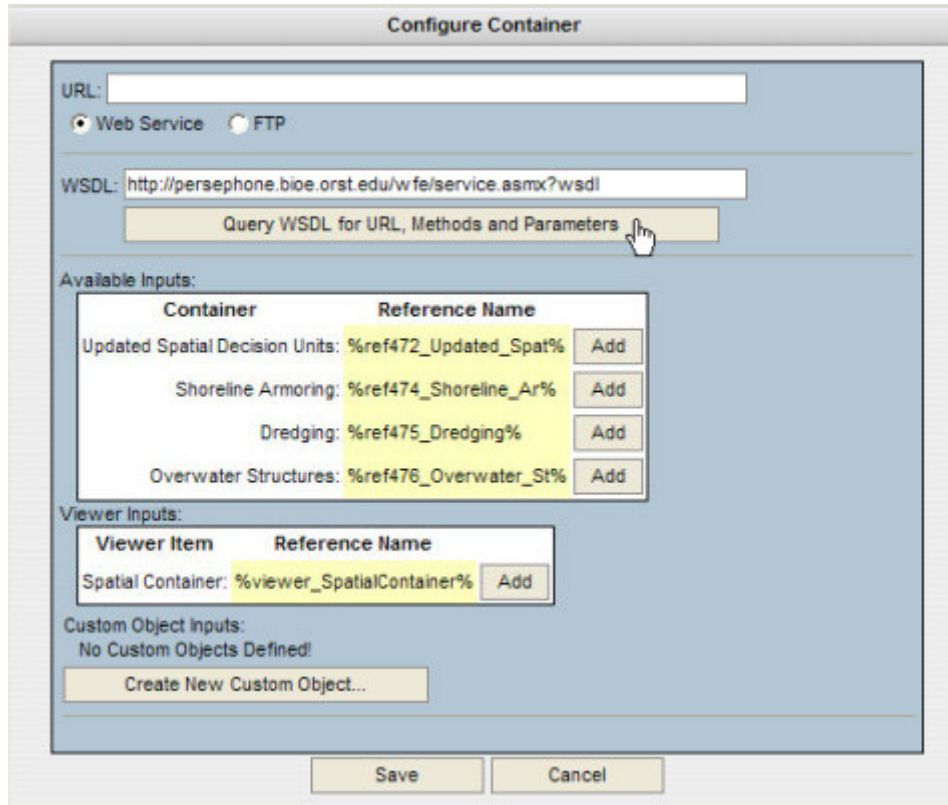 Configure Container
URL:
Web Service FTP
WSDL: http://persephone.bioe.orst.edu/wfe/service.asmx?wsdl
Query WSDL for URL, Methods and Parameters
Available Inputs:
Container Reference Name
Updated Spatial Decision Units: %ref472_Updated_Spat% Add
Shoreline Armoring: %ref474_Shoreline_Ar% Add
Dredging: %ref475_Dredging% Add
Overwater Structures: %ref476_Overwater_St% Add
Viewer Inputs:
Viewer Item Reference Name
Spatial Container: %viewer_SpatialContainer% Add
Custom Object Inputs:
No Custom Objects Defined!
Create New Custom Object...
Save Cancel